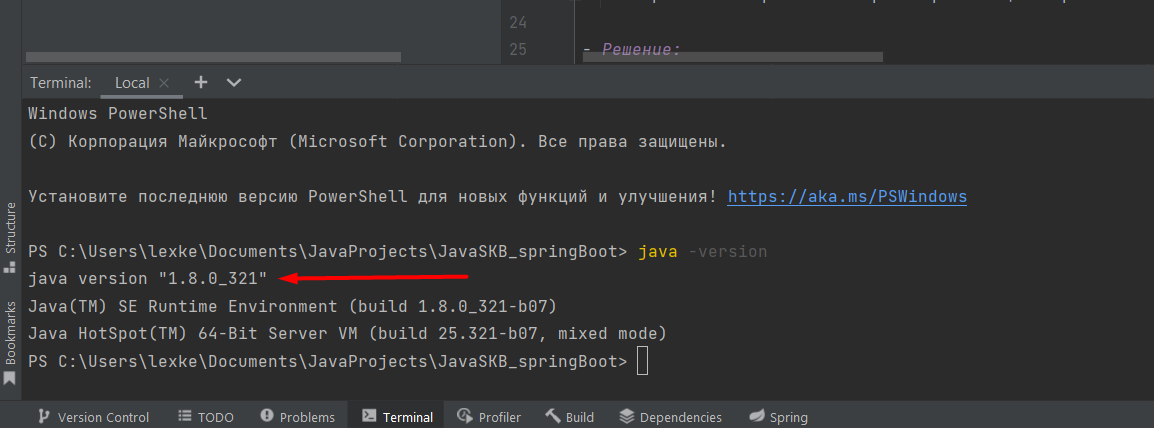 24
25 - Решение:
Terminal: Local × + 
Windows PowerShell
(C) Корпорация Майкрософт (Microsoft Corporation). Все права защищены.
Установите последнюю версию PowerShell для новых функций и улучшения! https://aka.ms/PSWindows
PS C:\Users\lexke\Documents\JavaProjects\JavaSKB_springBoot> java -version
java version "1.8.0_321"
Java(TM) SE Runtime Environment (build 1.8.0_321-b07)
Java HotSpot(TM) 64-Bit Server VM (build 25.321-b07, mixed mode)
PS C:\Users\lexke\Documents\JavaProjects\JavaSKB_springBoot>
Structure
Bookmarks
Version Control TODO Problems Terminal Profiler Build Dependencies Spring